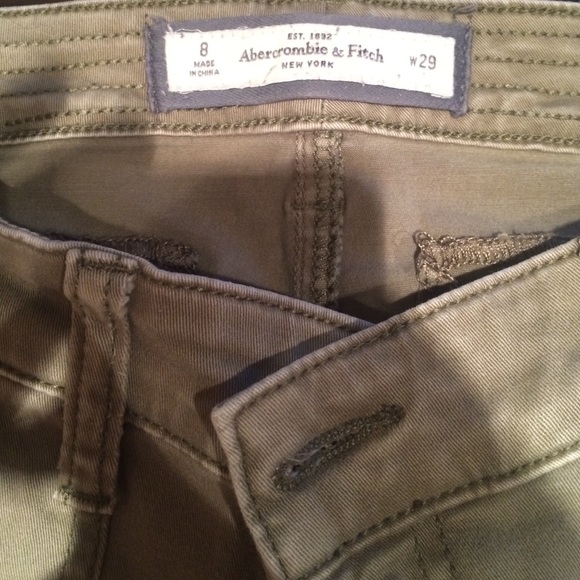 8
MADE
IN CHINA
EST. 1892
Abercrombie & Fitch
NEW YORK
W29